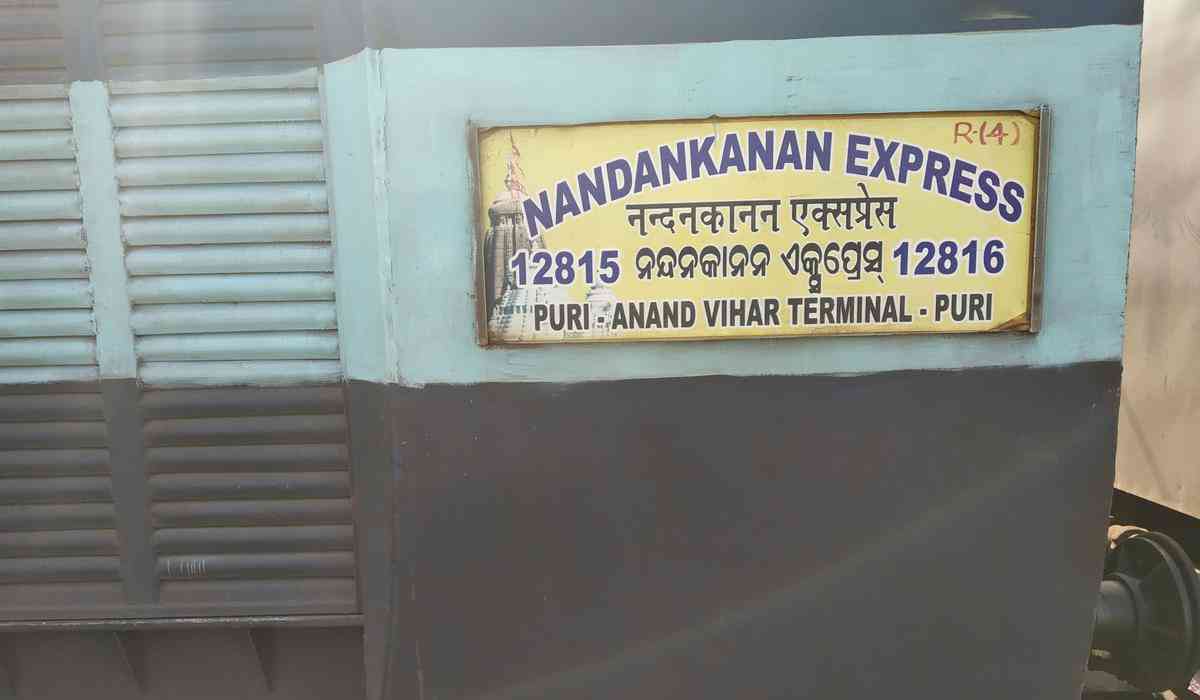 R-(4)
NANDANKANAN EXPRESS
नन्दनकानन एक्सप्रेस
12815 ନନ୍ଦନକାନନ ଏକ୍ସପ୍ରେସ୍ 12816
PURI - ANAND VIHAR TERMINAL - PURI